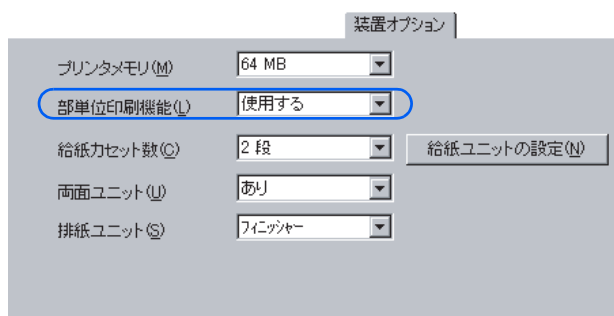 装置オプション
プリンタメモリ(M) 64 MB
部単位印刷機能(L) 使用する
給紙カセット数(C) 2 段 給紙ユニットの設定(N)
両面ユニット(U) あり
排紙ユニット(S) フィニッシャー